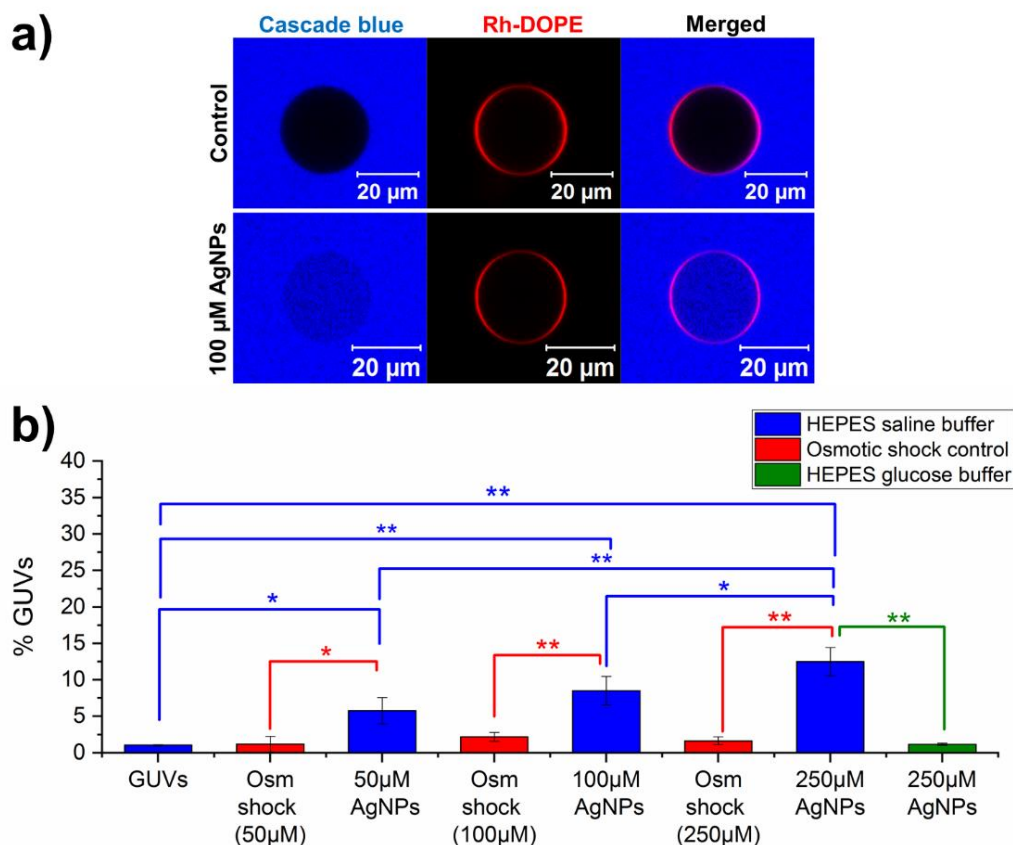 a)
Cascade blue Rh-DOPE Merged
Control
20 µm 20 µm 20 µm
100 µM AgNPs
20 µm 20 µm 20 µm
b)
HEPES saline buffer
Osmotic shock control
HEPES glucose buffer
% GUVs
40
35
30
25
20
15
10
5
0
**
**
**
*
*
*
**
**
**
GUVs
Osm
shock
(50µM)
50µM
AgNPs
Osm
shock
(100µM)
100µM
AgNPs
Osm
shock
(250µM)
250µM
AgNPs
250µM
AgNPs